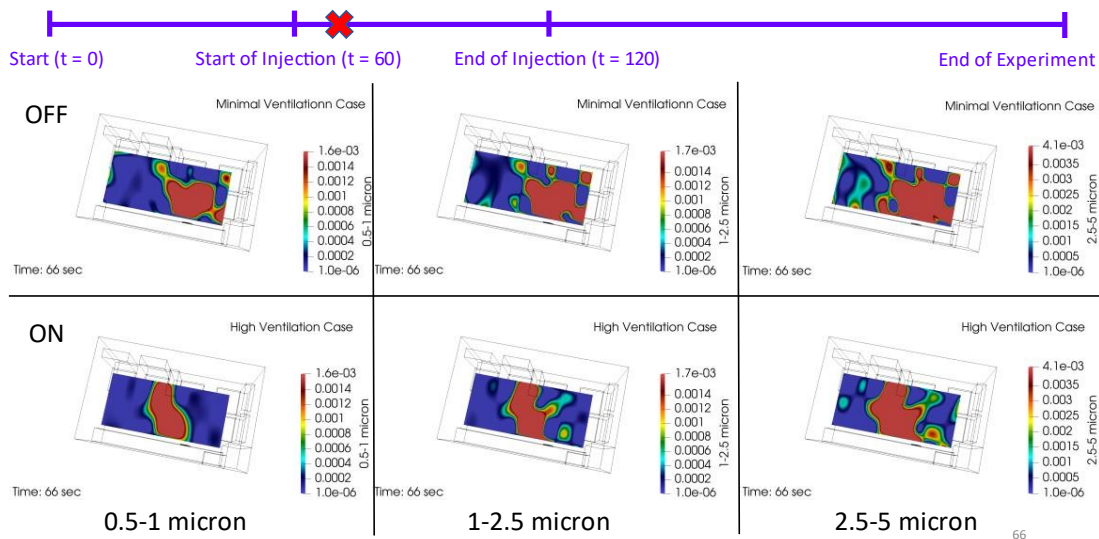 Start (t = 0)
Start of Injection (t = 60)
End of Injection (t = 120)
End of Experiment
OFF
Minimal Ventilationn Case
1.6e-03
0.0014
0.0012
0.001
0.0008
0.0006
0.0004
0.0002
1.0e-06
0.5-1 micron
Time: 66 sec
Minimal Ventilationn Case
1.7e-03
0.0014
0.0012
0.001
0.0008
0.0006
0.0004
0.0002
1.0e-06
1-2.5 micron
Time: 66 sec
Minimal Ventilationn Case
4.1e-03
0.0035
0.003
0.0025
0.002
0.0015
0.001
0.0005
1.0e-06
2.5-5 micron
Time: 66 sec
ON
High Ventilation Case
1.6e-03
0.0014
0.0012
0.001
0.0008
0.0006
0.0004
0.0002
1.0e-06
0.5-1 micron
Time: 66 sec
High Ventilation Case
1.7e-03
0.0014
0.0012
0.001
0.0008
0.0006
0.0004
0.0002
1.0e-06
1-2.5 micron
Time: 66 sec
High Ventilation Case
4.1e-03
0.0035
0.003
0.0025
0.002
0.0015
0.001
0.0005
1.0e-06
2.5-5 micron
Time: 66 sec
0.5-1 micron
1-2.5 micron
2.5-5 micron
66